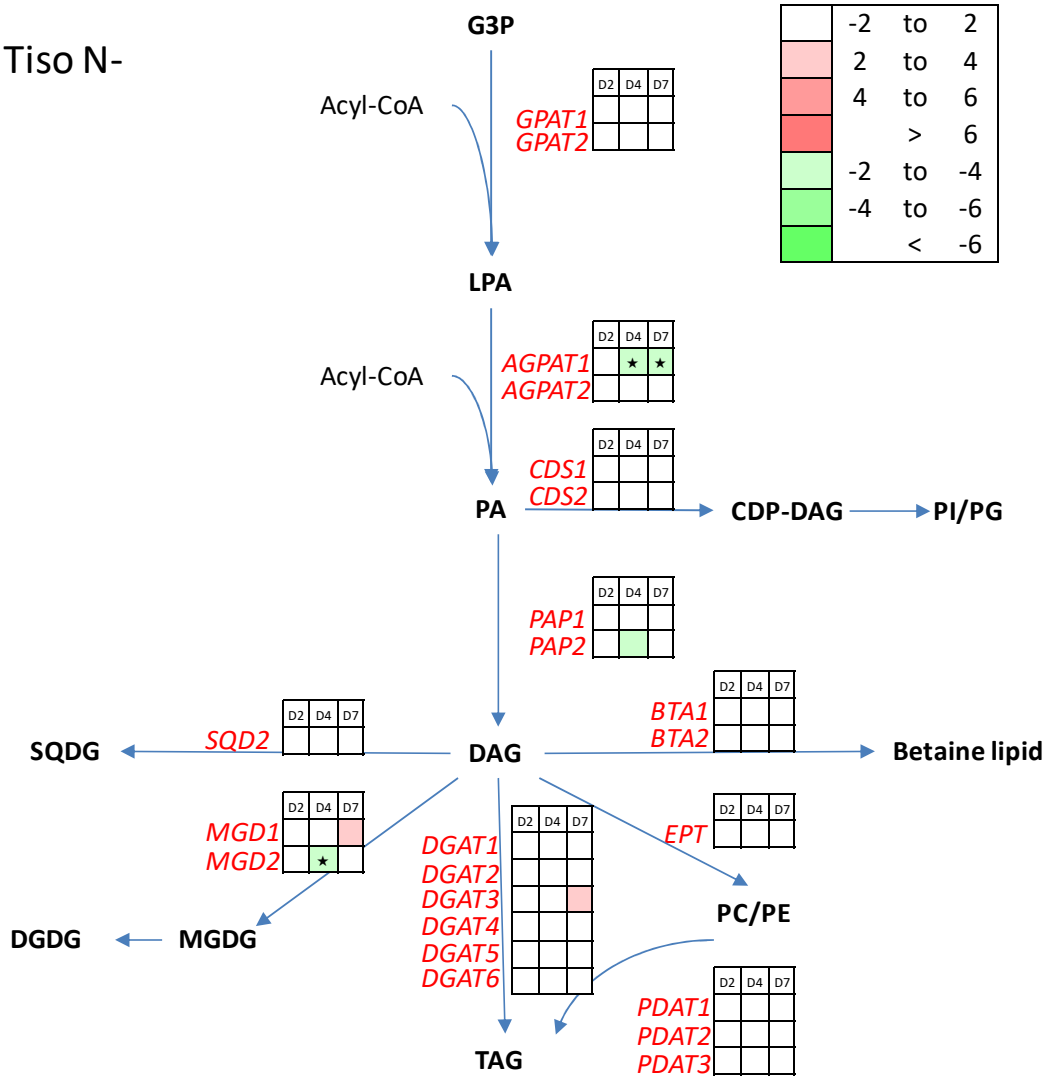 G3P
Tiso N-
-2 to 2
2 to 4
4 to 6
> 6
-2 to -4
-4 to -6
< -6
Acyl-CoA
D2 D4 D7
GPAT1
GPAT2
LPA
D2 D4 D7
AGPAT1 ★ ★
AGPAT2
Acyl-CoA
D2 D4 D7
CDS1
CDS2
PA
CDP-DAG
PI/PG
D2 D4 D7
PAP1
PAP2
D2 D4 D7
SQD2
D2 D4 D7
BTA1
BTA2
SQDG
DAG
Betaine lipid
D2 D4 D7
MGD1
MGD2 ★
D2 D4 D7
DGAT1
DGAT2
DGAT3
DGAT4
DGAT5
DGAT6
D2 D4 D7
EPT
PC/PE
DGDG
MGDG
D2 D4 D7
PDAT1
PDAT2
PDAT3
TAG